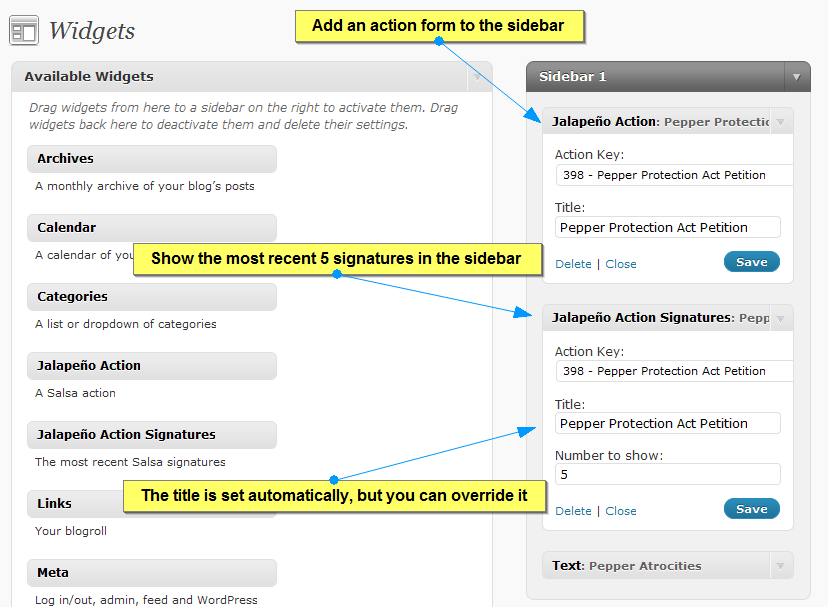 Widgets
Add an action form to the sidebar
Available Widgets
Drag widgets from here to a sidebar on the right to activate them. Drag
widgets back here to deactivate them and delete their settings.
Archives
A monthly archive of your blog's posts
Calendar
A calendar of you
Show the most recent 5 signatures in the sidebar
Categories
A list or dropdown of categories
Jalapeño Action
A Salsa action
Jalapeño Action Signatures
The most recent Salsa signatures
The title is set automatically, but you can override it
Links
Your blogroll
Meta
Log in/out, admin, feed and WordPress
Sidebar 1
Jalapeño Action: Pepper Protectic
Action Key:
398 - Pepper Protection Act Petition
Title:
Pepper Protection Act Petition
Delete | Close
Save
Jalapeño Action Signatures: Pepp
Action Key:
398 - Pepper Protection Act Petition
Title:
Pepper Protection Act Petition
Number to show:
5
Delete | Close
Save
Text: Pepper Atrocities